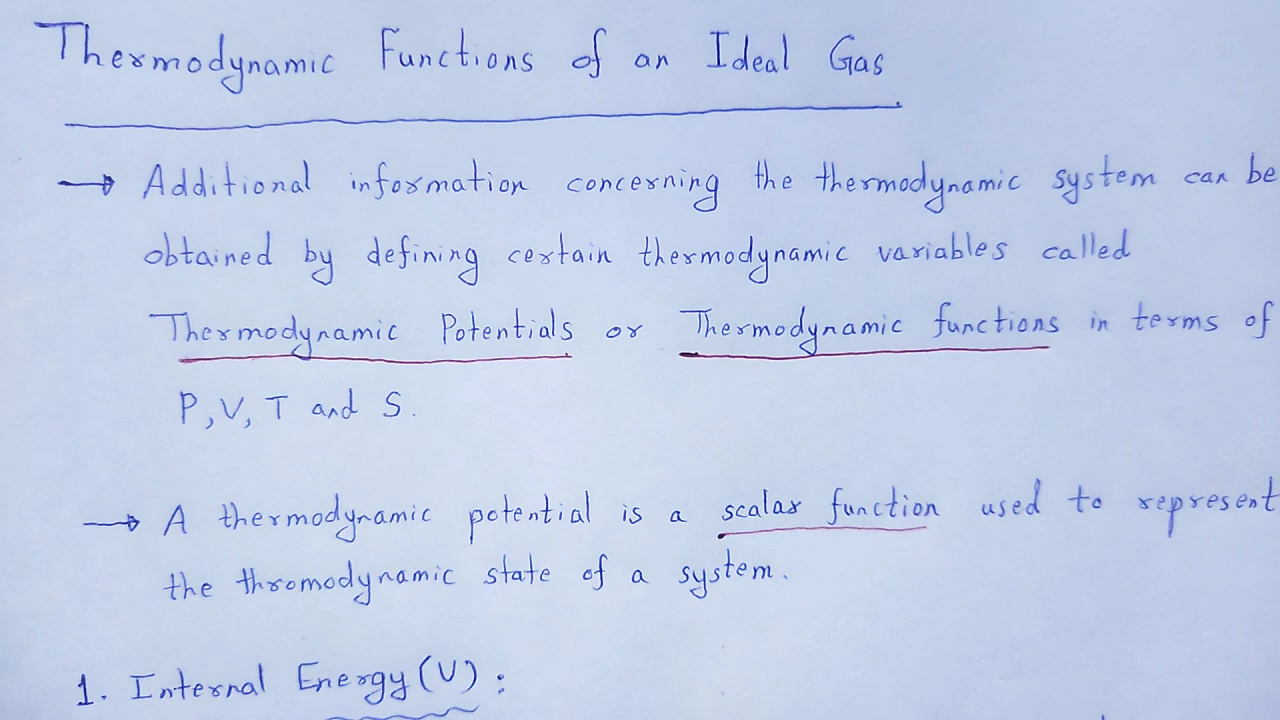 Thermodynamic Functions of an Ideal Gas
→ Additional information concerning the thermodynamic system can be
obtained by defining certain thermodynamic variables called
Thermodynamic Potentials or Thermodynamic functions in terms of
P, V, T and S.
→ A thermodynamic potential is a scalar function used to represent
the thromodynamic state of a system.
1. Internal Energy (U) :